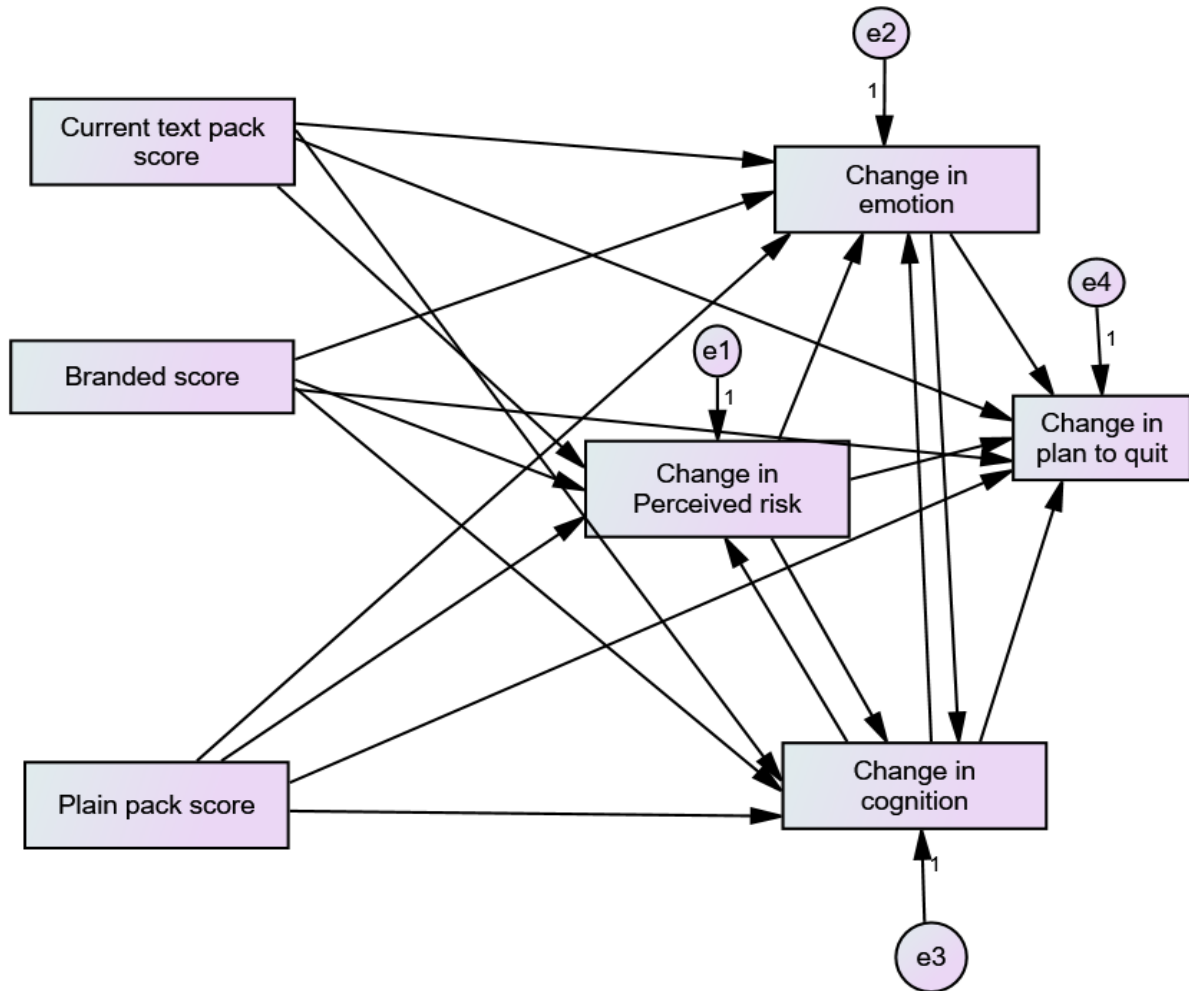 e2
1
Current text pack
score
Change in
emotion
e4
1
e1
1
Branded score
Change in
plan to quit
Change in
Perceived risk
Plain pack score
Change in
cognition
1
e3